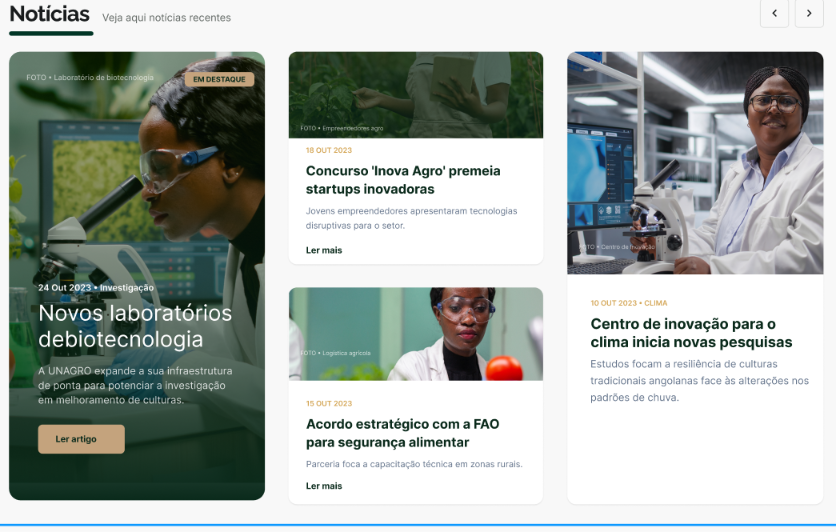 Notícias
Veja aqui notícias recentes
FOTO • Laboratório de biotecnologia
EM DESTAQUE
24 Out 2023 • Investigação
Novos laboratórios
debiotecnologia
A UNAGRO expande a sua infraestrutura
de ponta para potenciar a investigação
em melhoramento de culturas.
Ler artigo
FOTO • Empreendedores agro
18 OUT 2023
Concurso 'Inova Agro' premeia
startups inovadoras
Jovens empreendedores apresentaram tecnologias
disruptivas para o setor.
Ler mais
FOTO • Logística agrícola
15 OUT 2023
Acordo estratégico com a FAO
para segurança alimentar
Parceria foca a capacitação técnica em zonas rurais.
Ler mais
FOTO • Centro de inovação
10 OUT 2023 • CLIMA
Centro de inovação para o
clima inicia novas pesquisas
Estudos focam a resiliência de culturas
tradicionais angolanas face às alterações nos
padrões de chuva.